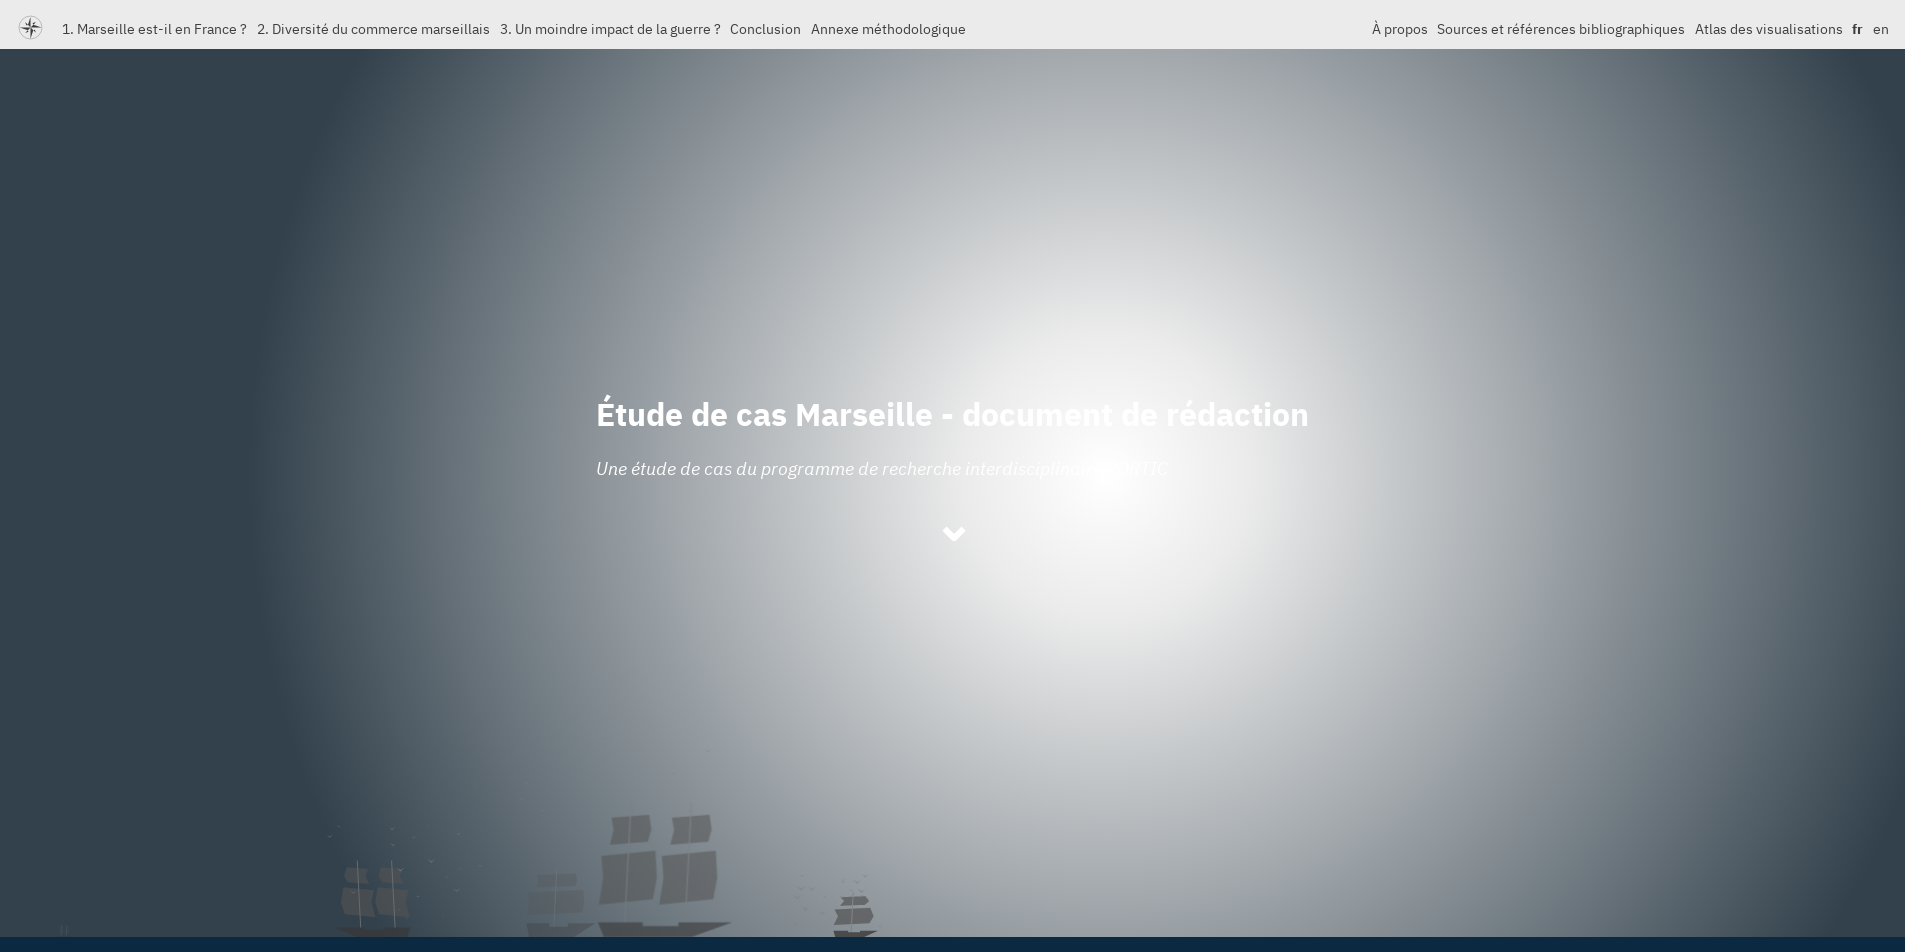 1. Marseille est-il en France ? 2. Diversité du commerce marseillais 3. Un moindre impact de la guerre ? Conclusion Annexe méthodologique À propos Sources et références bibliographiques Atlas des visualisations fr en
Étude de cas Marseille - document de rédaction
Une étude de cas du programme de recherche interdisciplinaire PORTIC